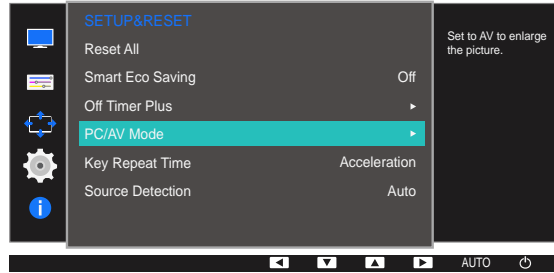 SETUP&RESET
Reset All
Smart Eco Saving Off
Off Timer Plus
PC/AV Mode
Key Repeat Time Acceleration
Source Detection Auto
Set to AV to enlarge
the picture.
AUTO